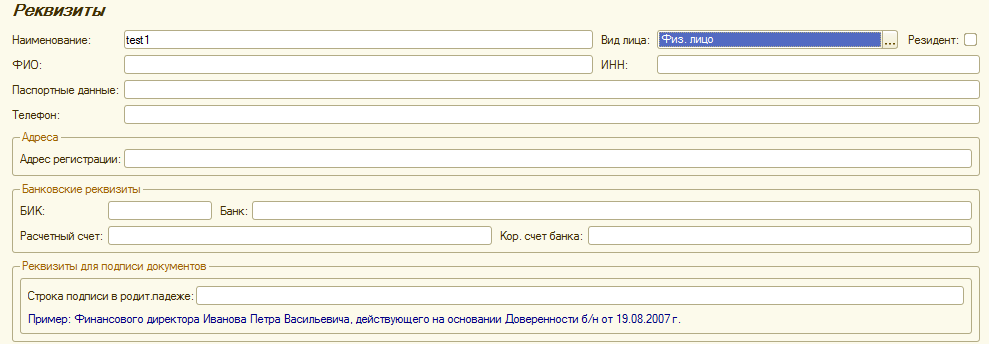 Реквизиты
Наименование: test1 Вид лица: Физ. лицо ... Резидент:
ФИО: ИНН:
Паспортные данные:
Телефон:
Адреса
Адрес регистрации:
Банковские реквизиты
БИК: Банк:
Расчетный счет: Кор. счет банка:
Реквизиты для подписи документов
Строка подписи в родит.падеже:
Пример: Финансового директора Иванова Петра Васильевича, действующего на основании Доверенности б/н от 19.08.2007 г.